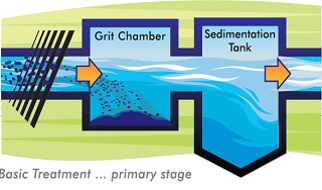 Grit Chamber
Sedimentation
Tank
Basic Treatment ... primary stage